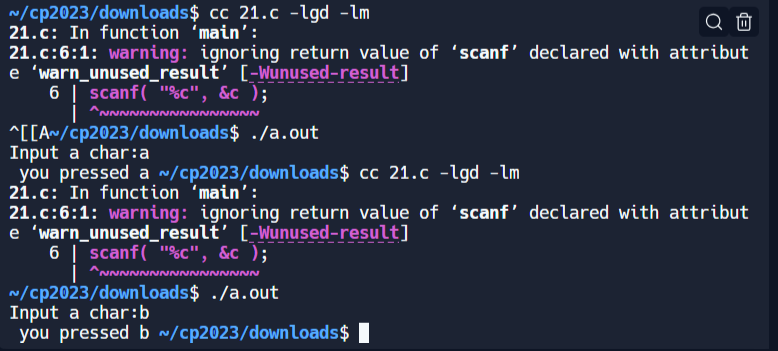 ~/cp2023/downloads$ cc 21.c -lgd -lm
21.c: In function ‘main’:
21.c:6:1: warning: ignoring return value of ‘scanf’ declared with attribut
e ‘warn_unused_result’ [-Wunused-result]
    6 | scanf( "%c", &c );
      | ^~~~~~~~~~~~~~~~~
^[[A~/cp2023/downloads$ ./a.out
Input a char:a
 you pressed a ~/cp2023/downloads$ cc 21.c -lgd -lm
21.c: In function ‘main’:
21.c:6:1: warning: ignoring return value of ‘scanf’ declared with attribut
e ‘warn_unused_result’ [-Wunused-result]
    6 | scanf( "%c", &c );
      | ^~~~~~~~~~~~~~~~~
~/cp2023/downloads$ ./a.out
Input a char:b
 you pressed b ~/cp2023/downloads$